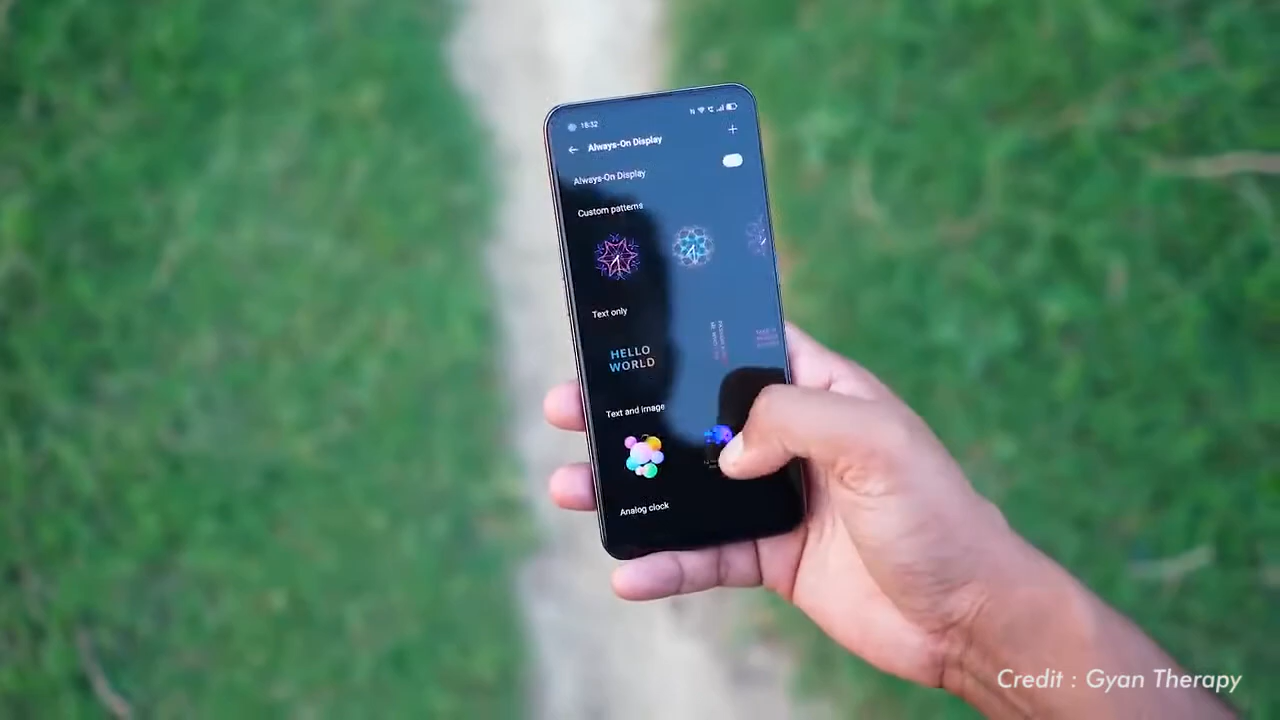 18:32
Always-On Display
Always-On Display
Custom patterns
Text only
HELLO
WORLD
Text and image
Analog clock
Credit : Gyan Therapy